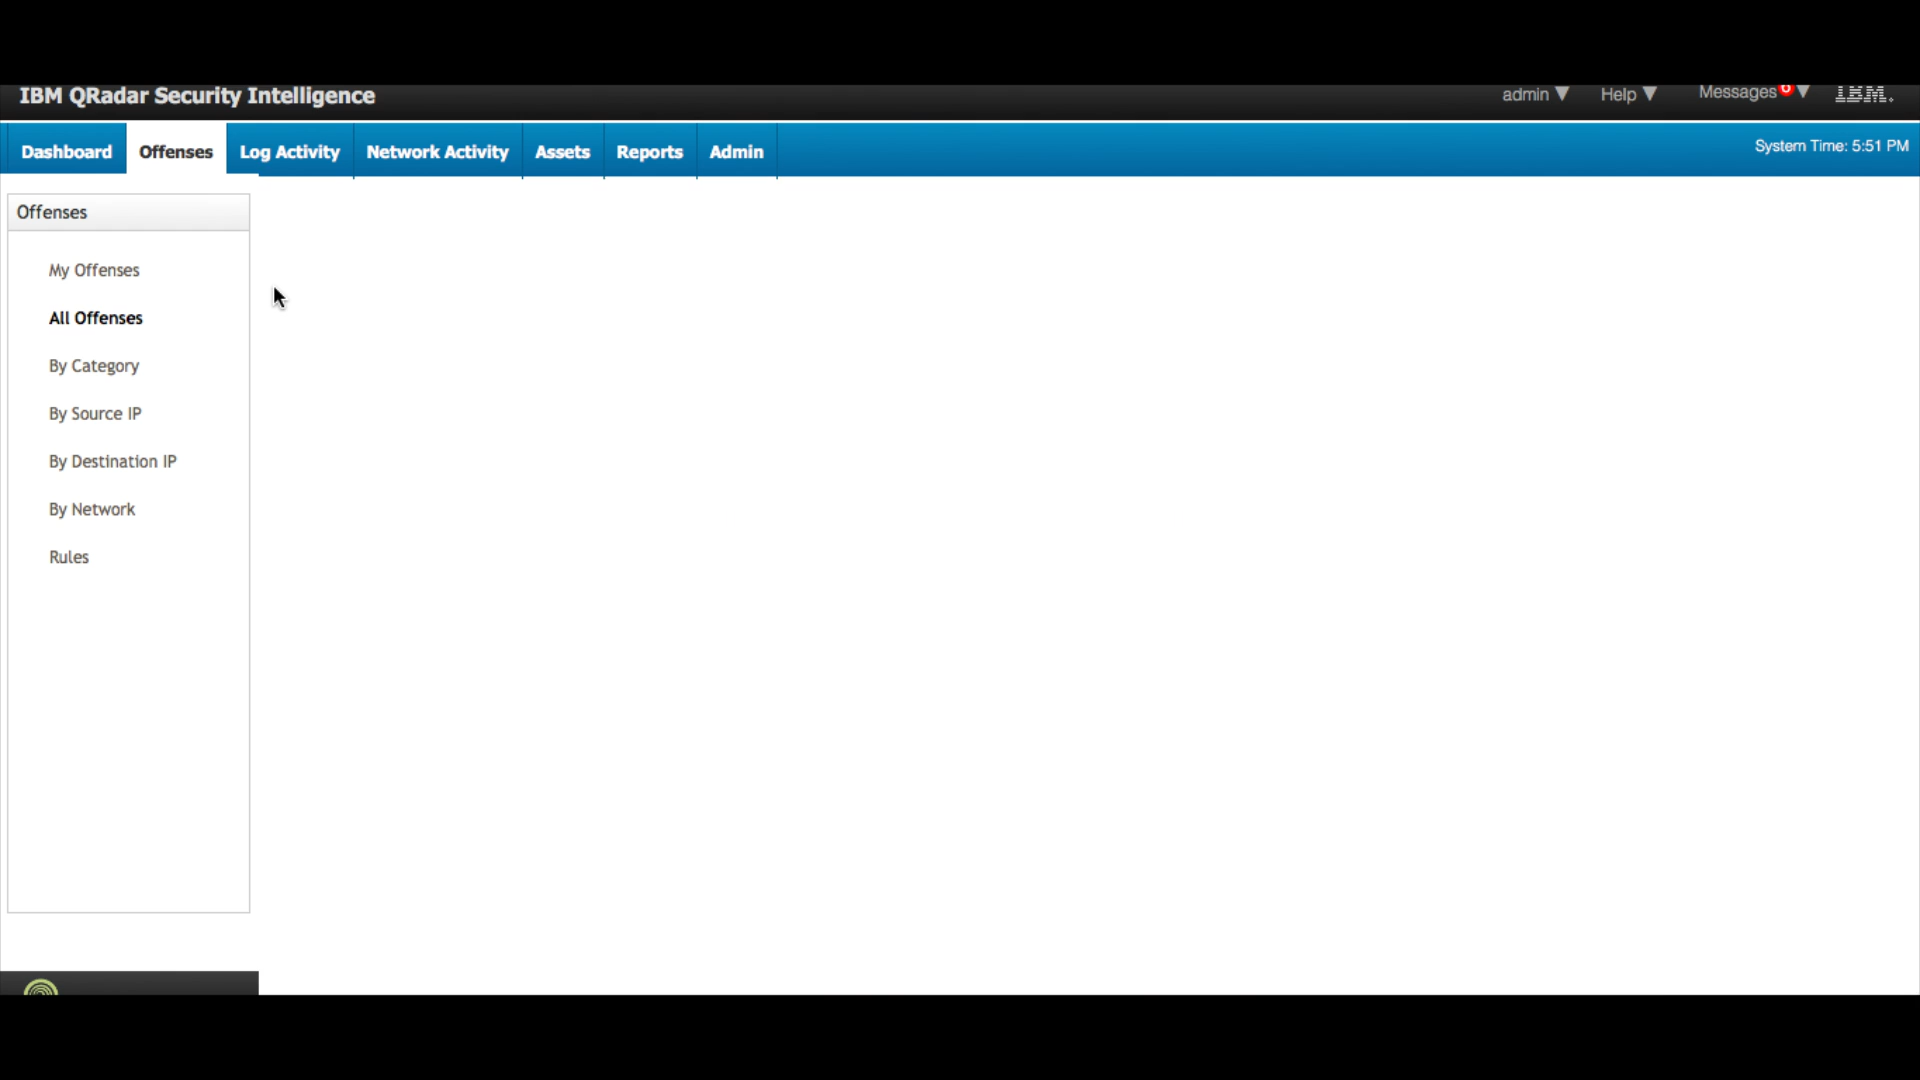 IBM QRadar Security Intelligence
admin Help Messages 6 IBM.
Dashboard Offenses Log Activity Network Activity Assets Reports Admin
System Time: 5:51 PM
Offenses
My Offenses
All Offenses
By Category
By Source IP
By Destination IP
By Network
Rules